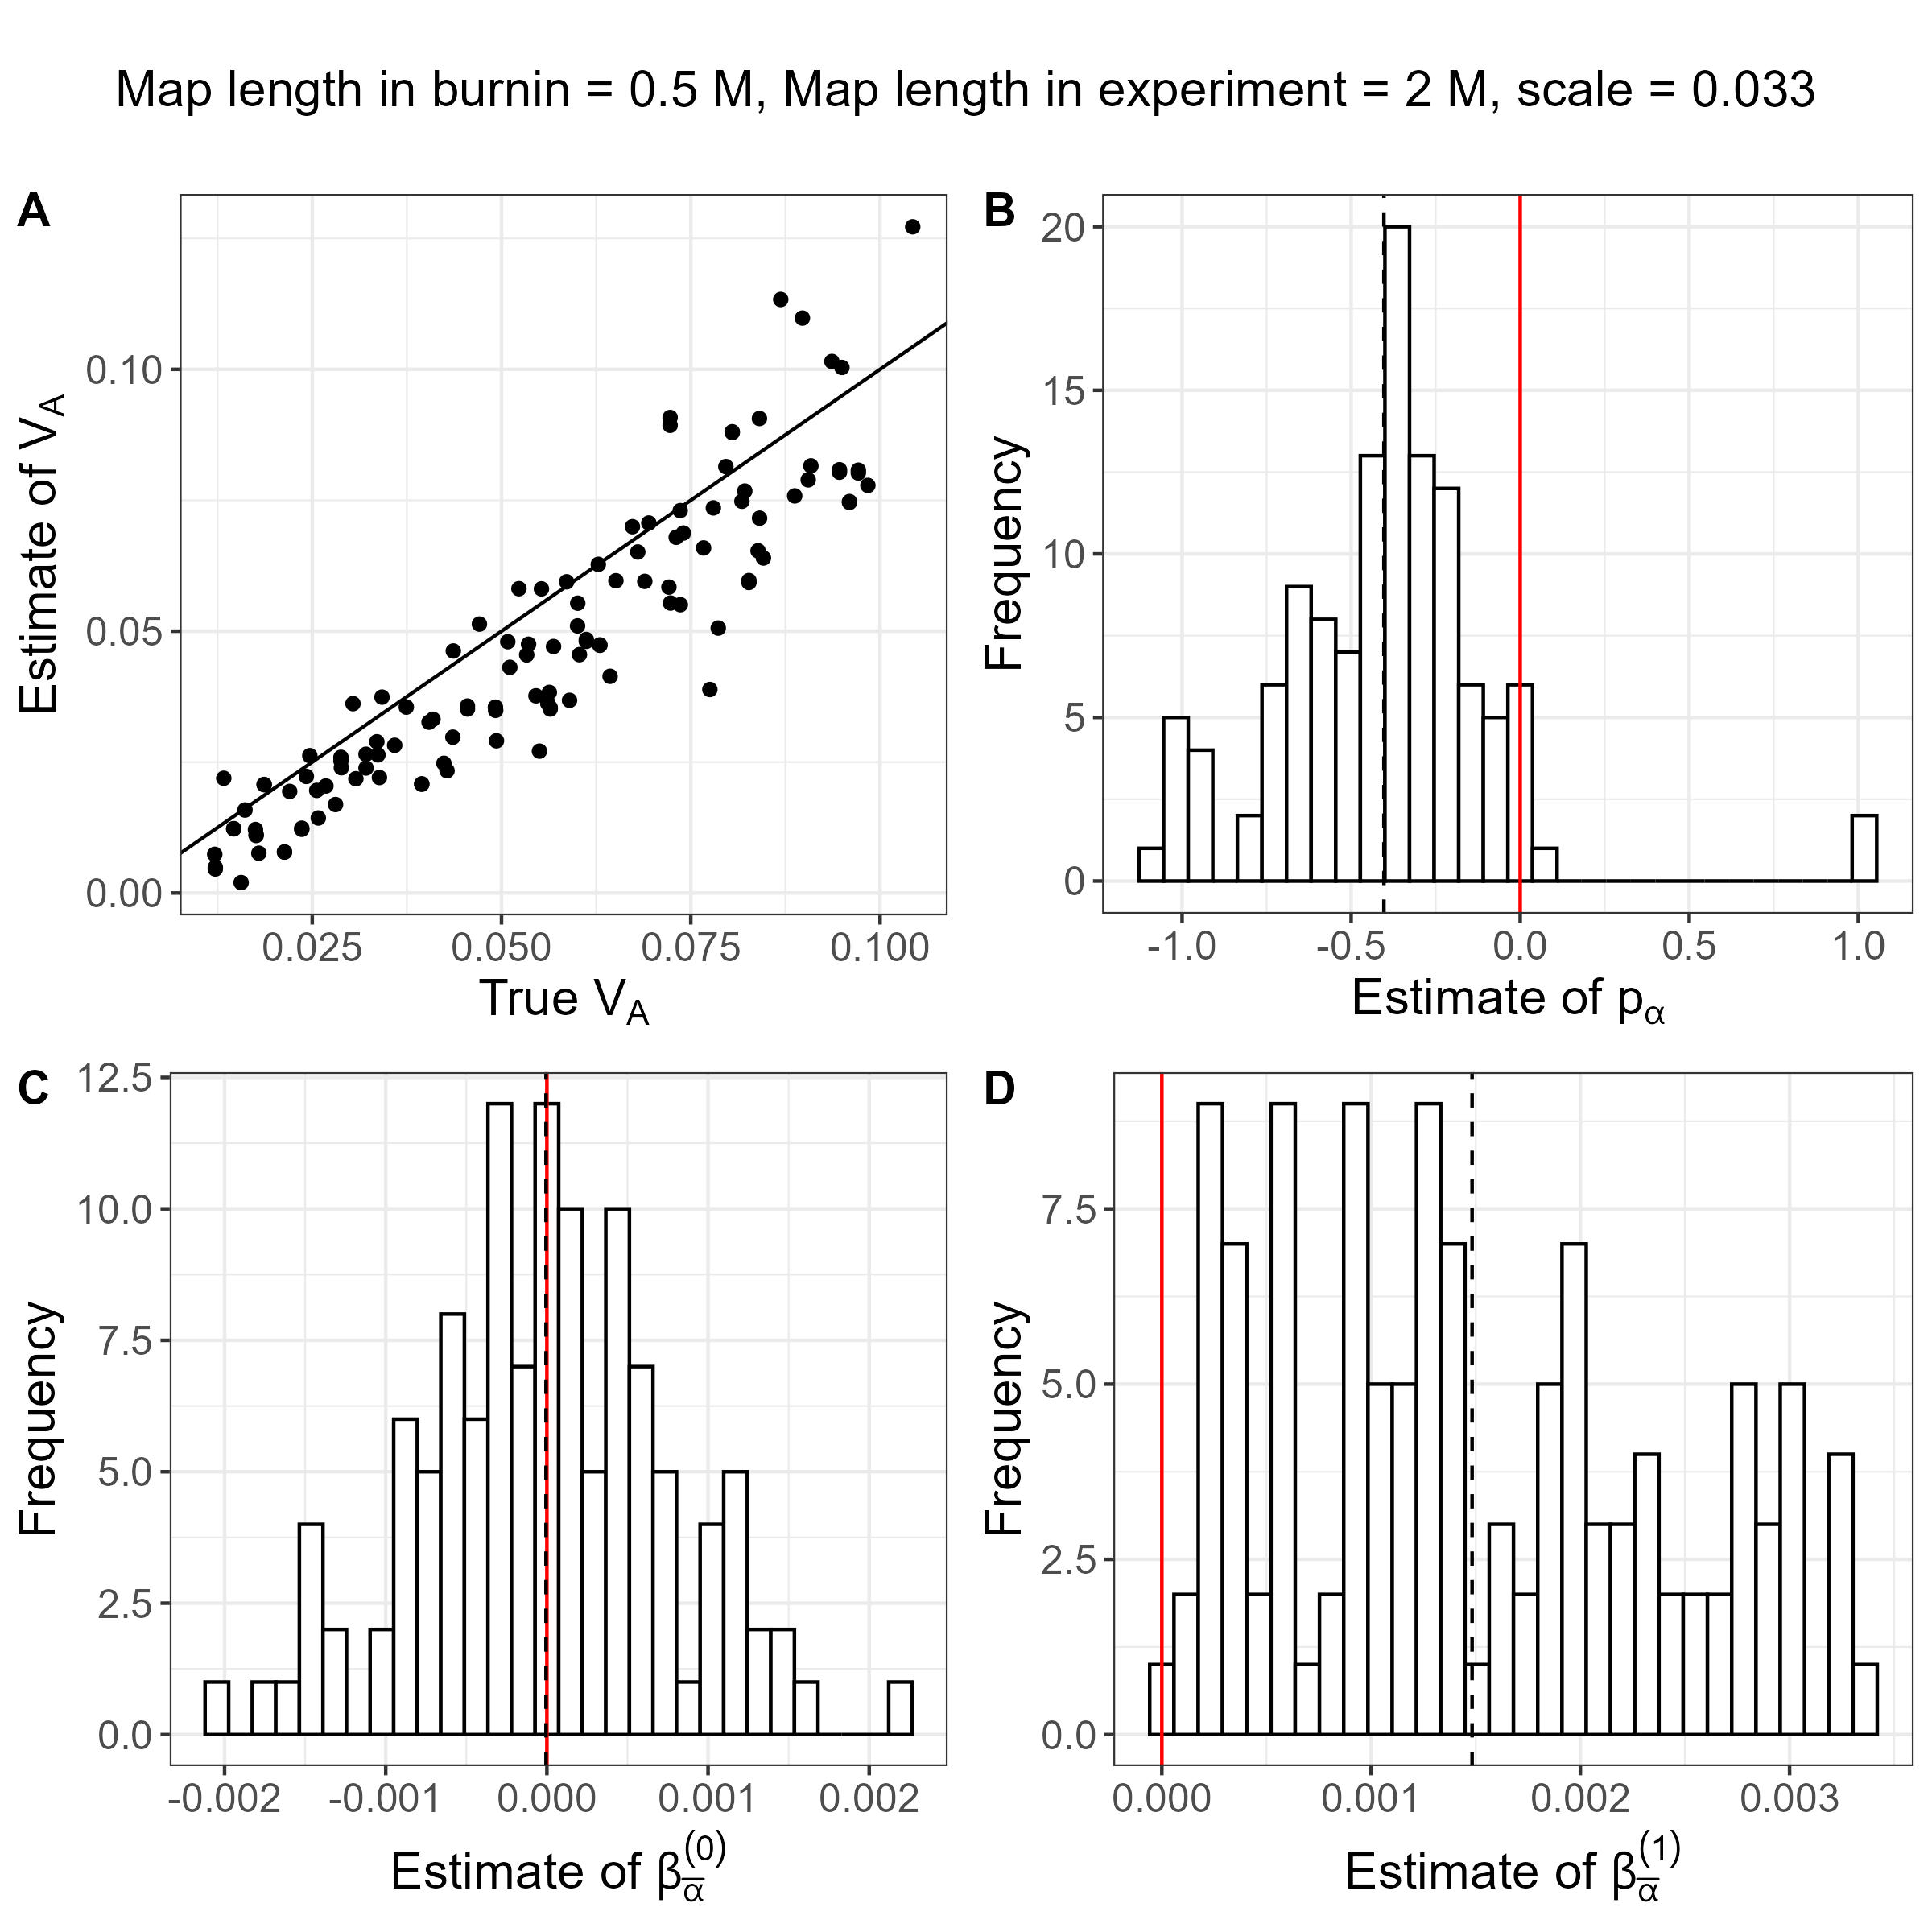 Map length in burnin = 0.5 M, Map length in experiment = 2 M, scale = 0.033
A
Estimate of V_A
0.10
0.05
0.00
0.025 0.050 0.075 0.100
True V_A
B
Frequency
20
15
10
5
0
-1.0 -0.5 0.0 0.5 1.0
Estimate of p_α
C
Frequency
12.5
10.0
7.5
5.0
2.5
0.0
-0.002 -0.001 0.000 0.001 0.002
Estimate of β_α̅^(0)
D
Frequency
7.5
5.0
2.5
0.0
0.000 0.001 0.002 0.003
Estimate of β_α̅^(1)